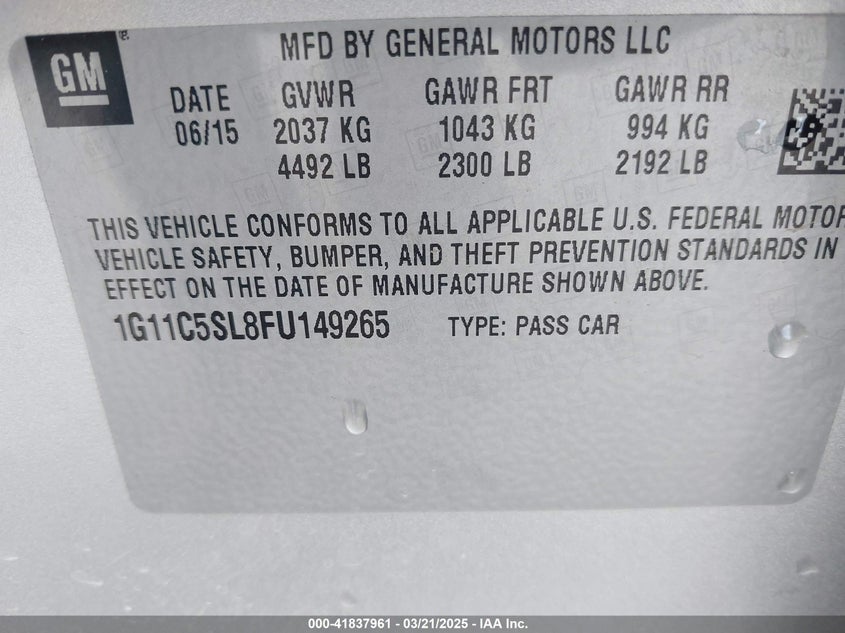 GM
MFD BY GENERAL MOTORS LLC
DATE GVWR GAWR FRT GAWR RR
06/15 2037 KG 1043 KG 994 KG
4492 LB 2300 LB 2192 LB
THIS VEHICLE CONFORMS TO ALL APPLICABLE U.S. FEDERAL MOTOR
VEHICLE SAFETY, BUMPER, AND THEFT PREVENTION STANDARDS IN
EFFECT ON THE DATE OF MANUFACTURE SHOWN ABOVE.
1G11C5SL8FU149265 TYPE: PASS CAR
000-41837961 - 03/21/2025 - IAA Inc.